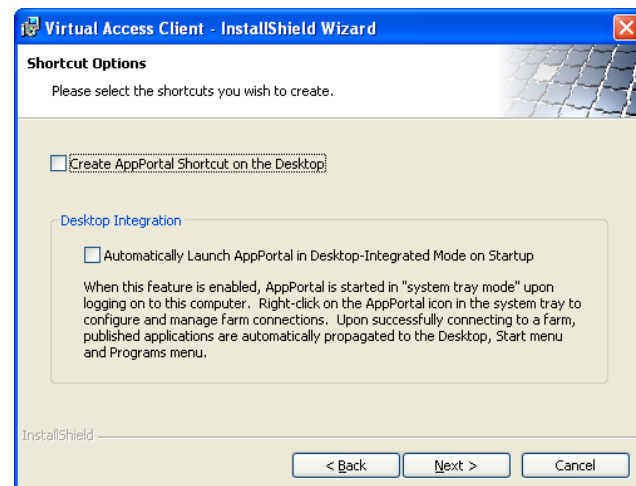 Virtual Access Client - InstallShield Wizard
Shortcut Options
Please select the shortcuts you wish to create.
Create AppPortal Shortcut on the Desktop
Desktop Integration
Automatically Launch AppPortal in Desktop-Integrated Mode on Startup
When this feature is enabled, AppPortal is started in "system tray mode" upon
logging on to this computer. Right-click on the AppPortal icon in the system tray to
configure and manage farm connections. Upon successfully connecting to a farm,
published applications are automatically propagated to the Desktop, Start menu
and Programs menu.
InstallShield
< Back Next > Cancel